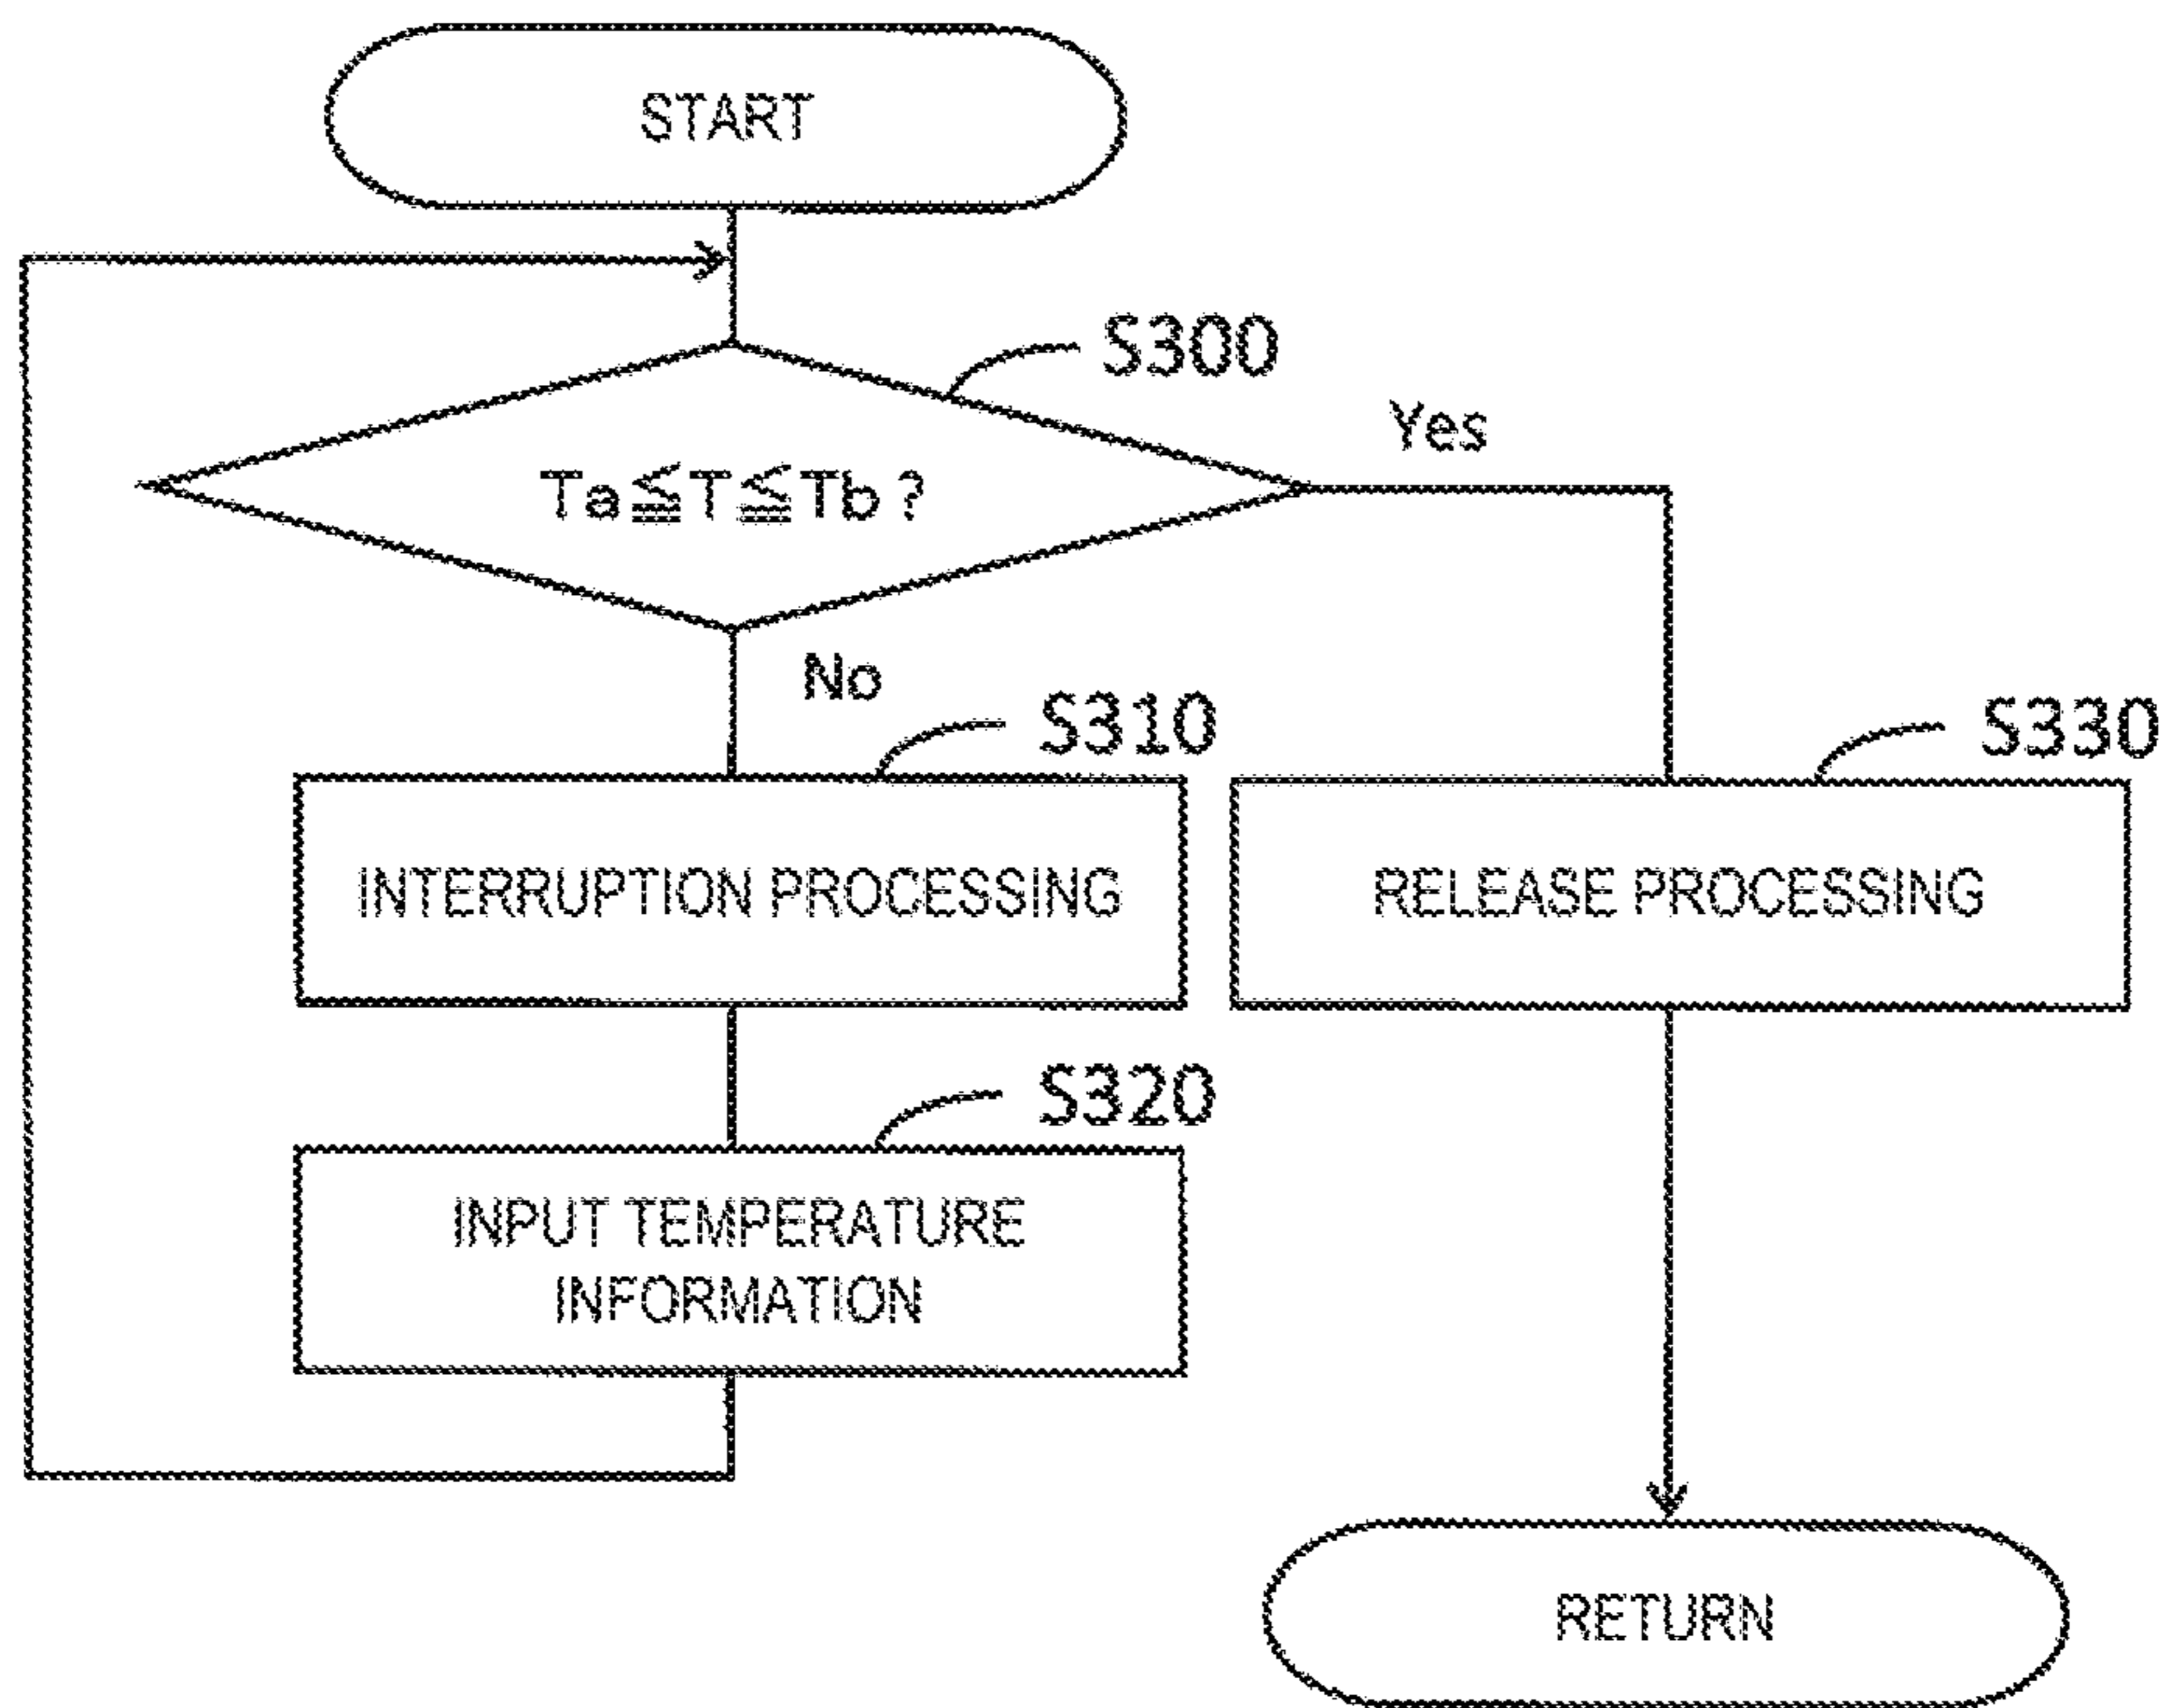 START
S300
Yes
Ta≦T≦Tb?
No
S310
S330
INTERRUPTION PROCESSING
RELEASE PROCESSING
S320
INPUT TEMPERATURE
INFORMATION
RETURN